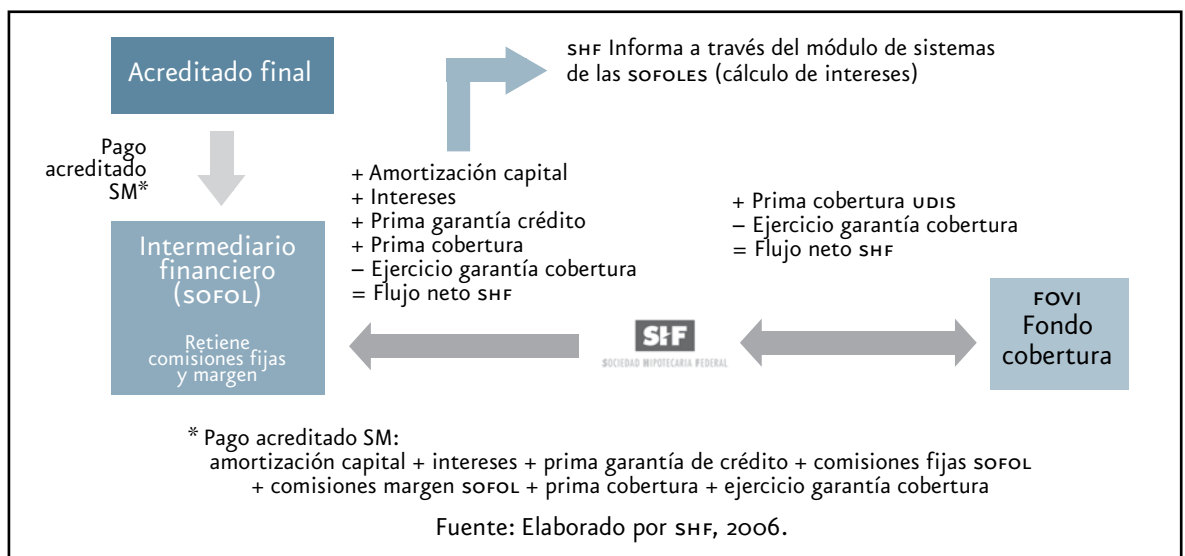 Acreditado final
SHF Informa a través del módulo de sistemas
de las SOFOLES (cálculo de intereses)
Pago
acreditado
SM*
+ Amortización capital
+ Intereses
+ Prima garantía crédito
+ Prima cobertura
– Ejercicio garantía cobertura
= Flujo neto SHF
+ Prima cobertura UDIS
– Ejercicio garantía cobertura
= Flujo neto SHF
Intermediario
financiero
(SOFOL)
Retiene
comisiones fijas
y margen
SHF
SOCIEDAD HIPOTECARIA FEDERAL
FOVI
Fondo
cobertura
* Pago acreditado SM:
amortización capital + intereses + prima garantía de crédito + comisiones fijas SOFOL
+ comisiones margen SOFOL + prima cobertura + ejercicio garantía cobertura
Fuente: Elaborado por SHF, 2006.